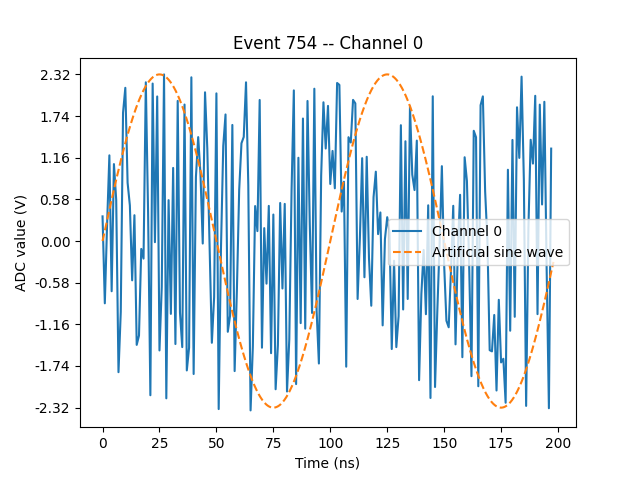 Event 754 -- Channel 0
ADC value (V)
2.32
1.74
1.16
0.58
0.00
-0.58
-1.16
-1.74
-2.32
Channel 0
Artificial sine wave
0 25 50 75 100 125 150 175 200
Time (ns)